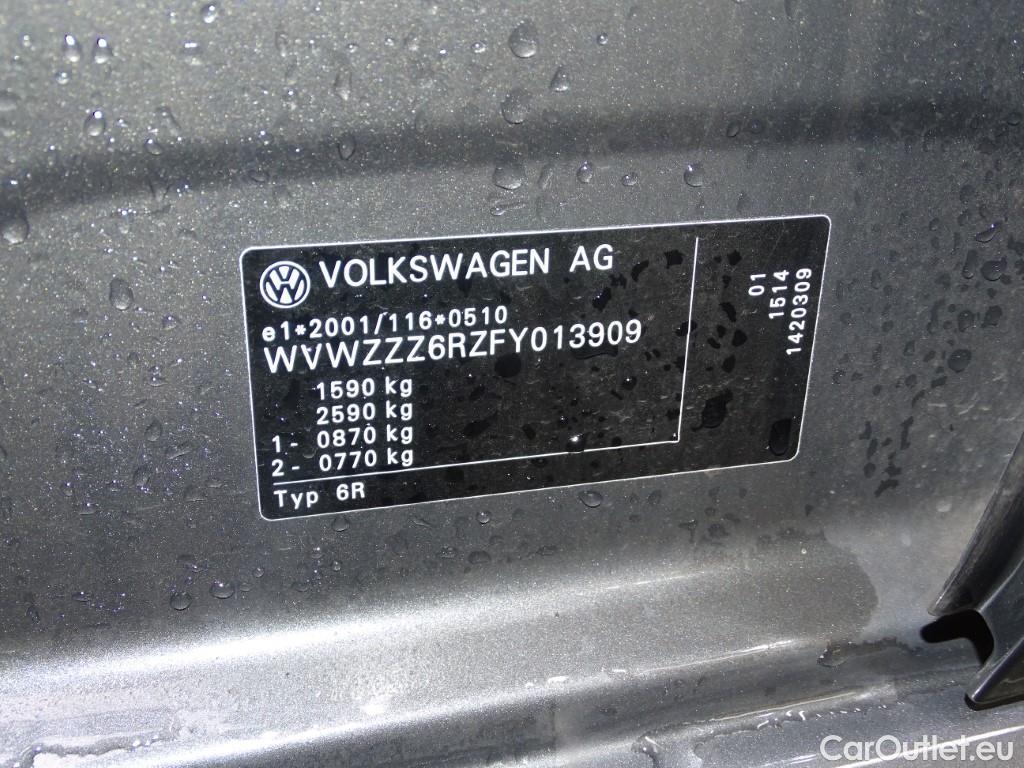 VOLKSWAGEN AG
e1*2001/116*0510
WVWZZZ6RZFY013909
1590 kg
2590 kg
1- 0870 kg
2- 0770 kg
Typ 6R
01
1514
1420309
CarOutlet.eu